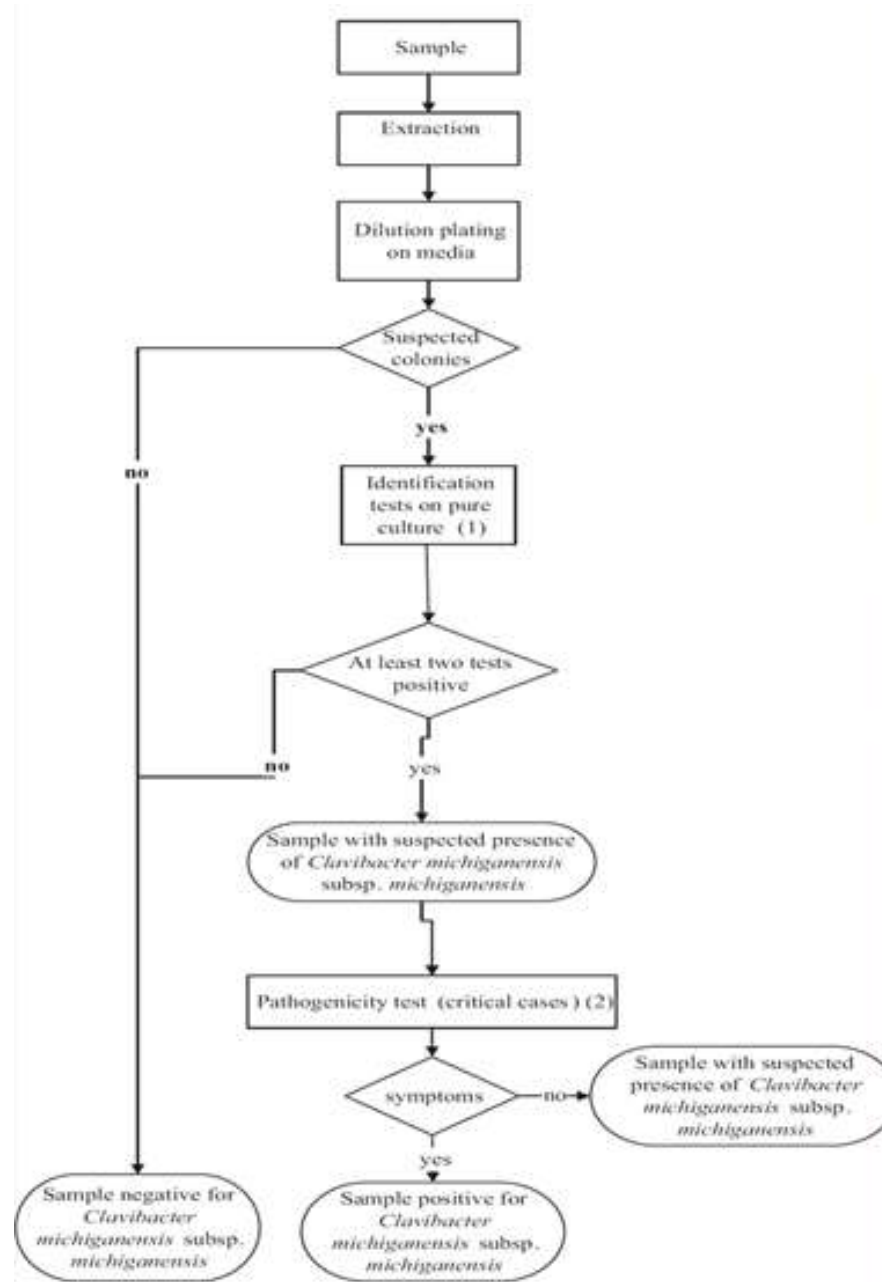 Sample
Extraction
Dilution plating
on media
Suspected
colonies
yes
no
Identification
tests on pure
culture (1)
At least two tests
positive
no
yes
Sample with suspected presence
of Clavibacter michiganensis
subsp. michiganensis
Pathogenicity test (critical cases) (2)
symptoms
no
Sample with suspected
presence of Clavibacter
michiganensis subsp.
michiganensis
yes
Sample negative for
Clavibacter
michiganensis subsp.
michiganensis
Sample positive for
Clavibacter
michiganensis subsp.
michiganensis